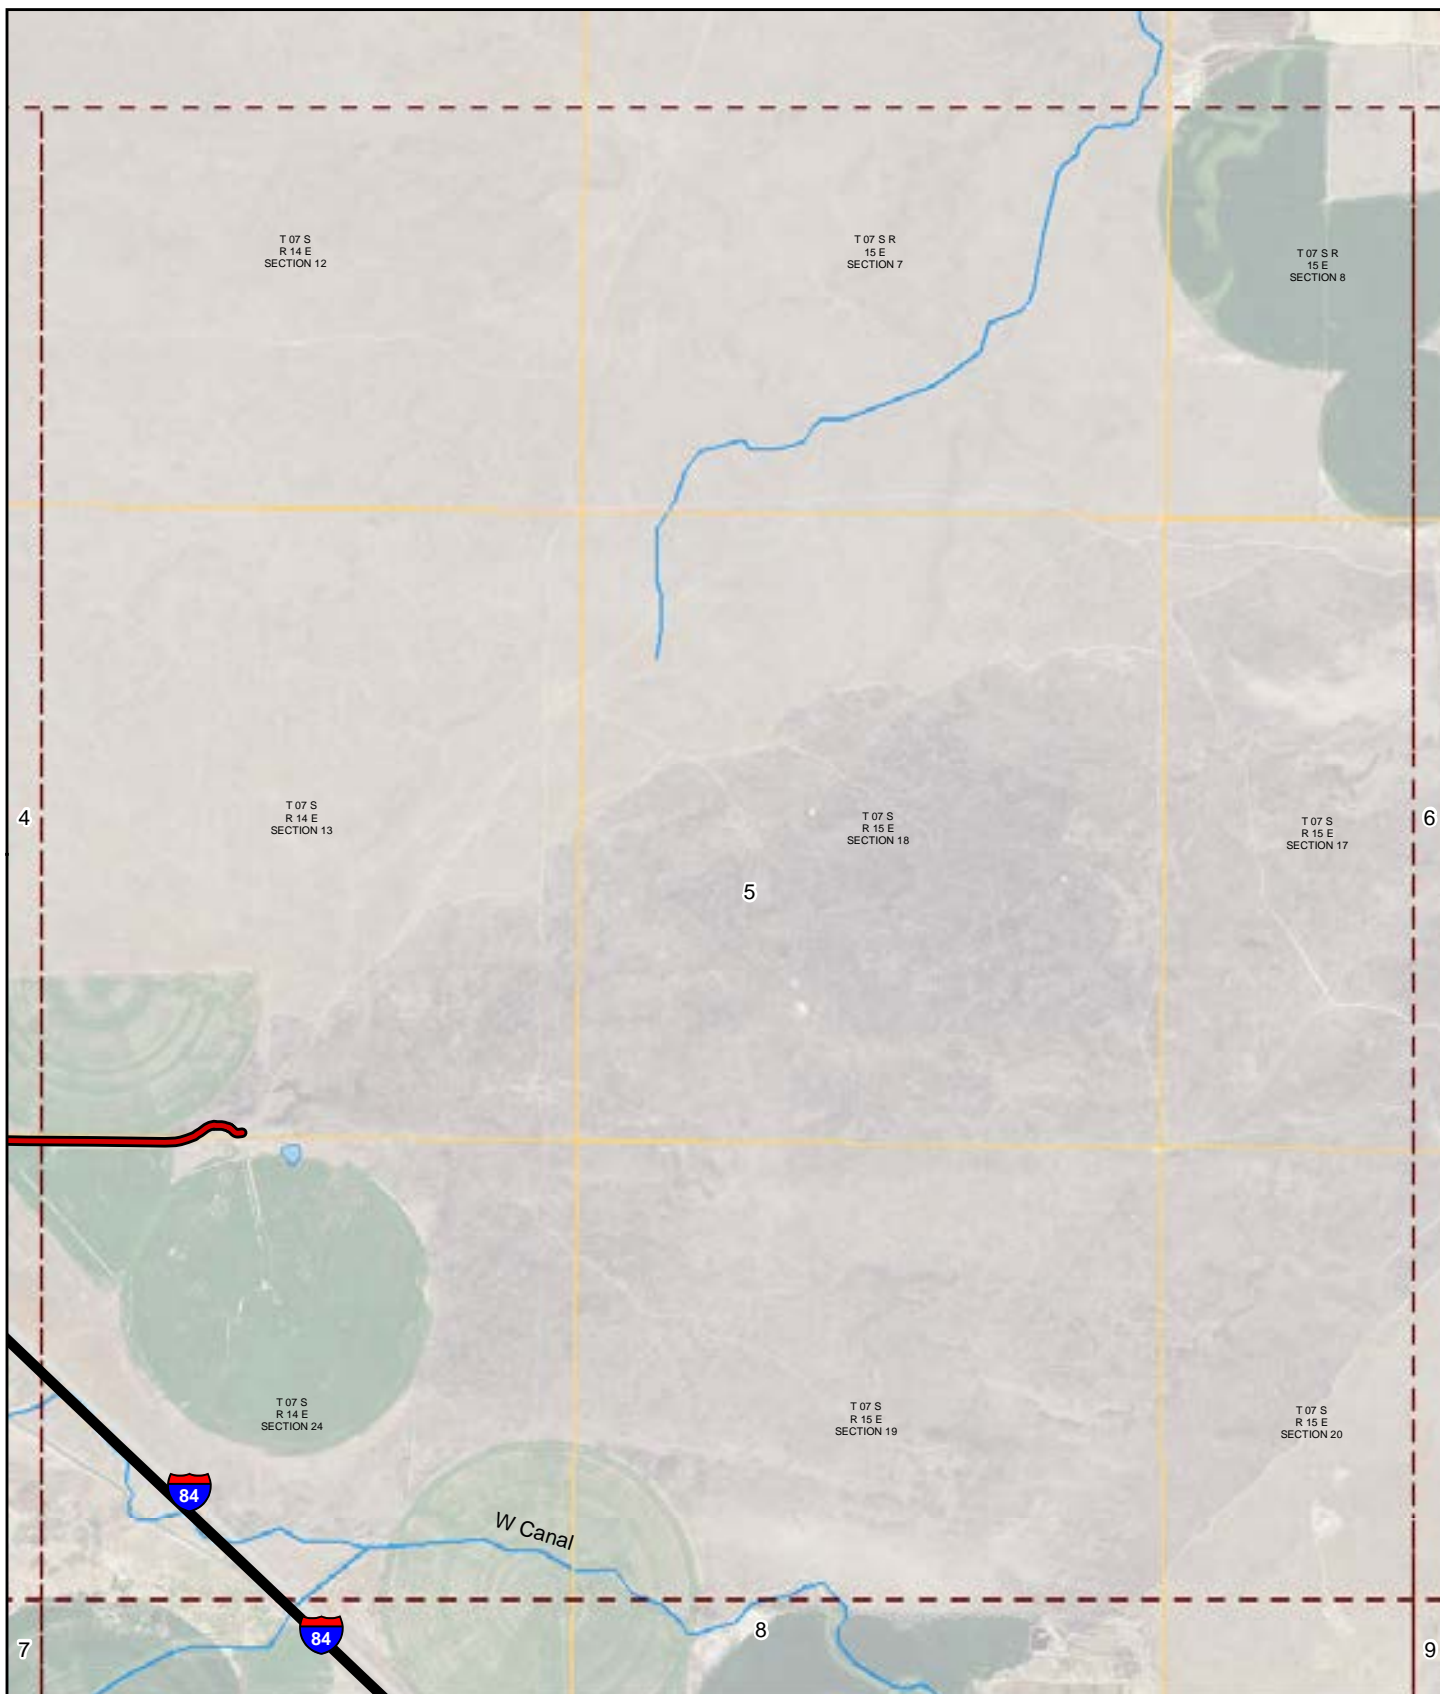 T 07 S
R 14 E
SECTION 12
T 07 S R
15 E
SECTION 7
T 07 S R
15 E
SECTION 8
4
T 07 S
R 14 E
SECTION 13
T 07 S
R 15 E
SECTION 18
T 07 S
R 15 E
SECTION 17
6
5
T 07 S
R 14 E
SECTION 24
T 07 S
R 15 E
SECTION 19
T 07 S
R 15 E
SECTION 20
84
W Canal
84
7
8
9